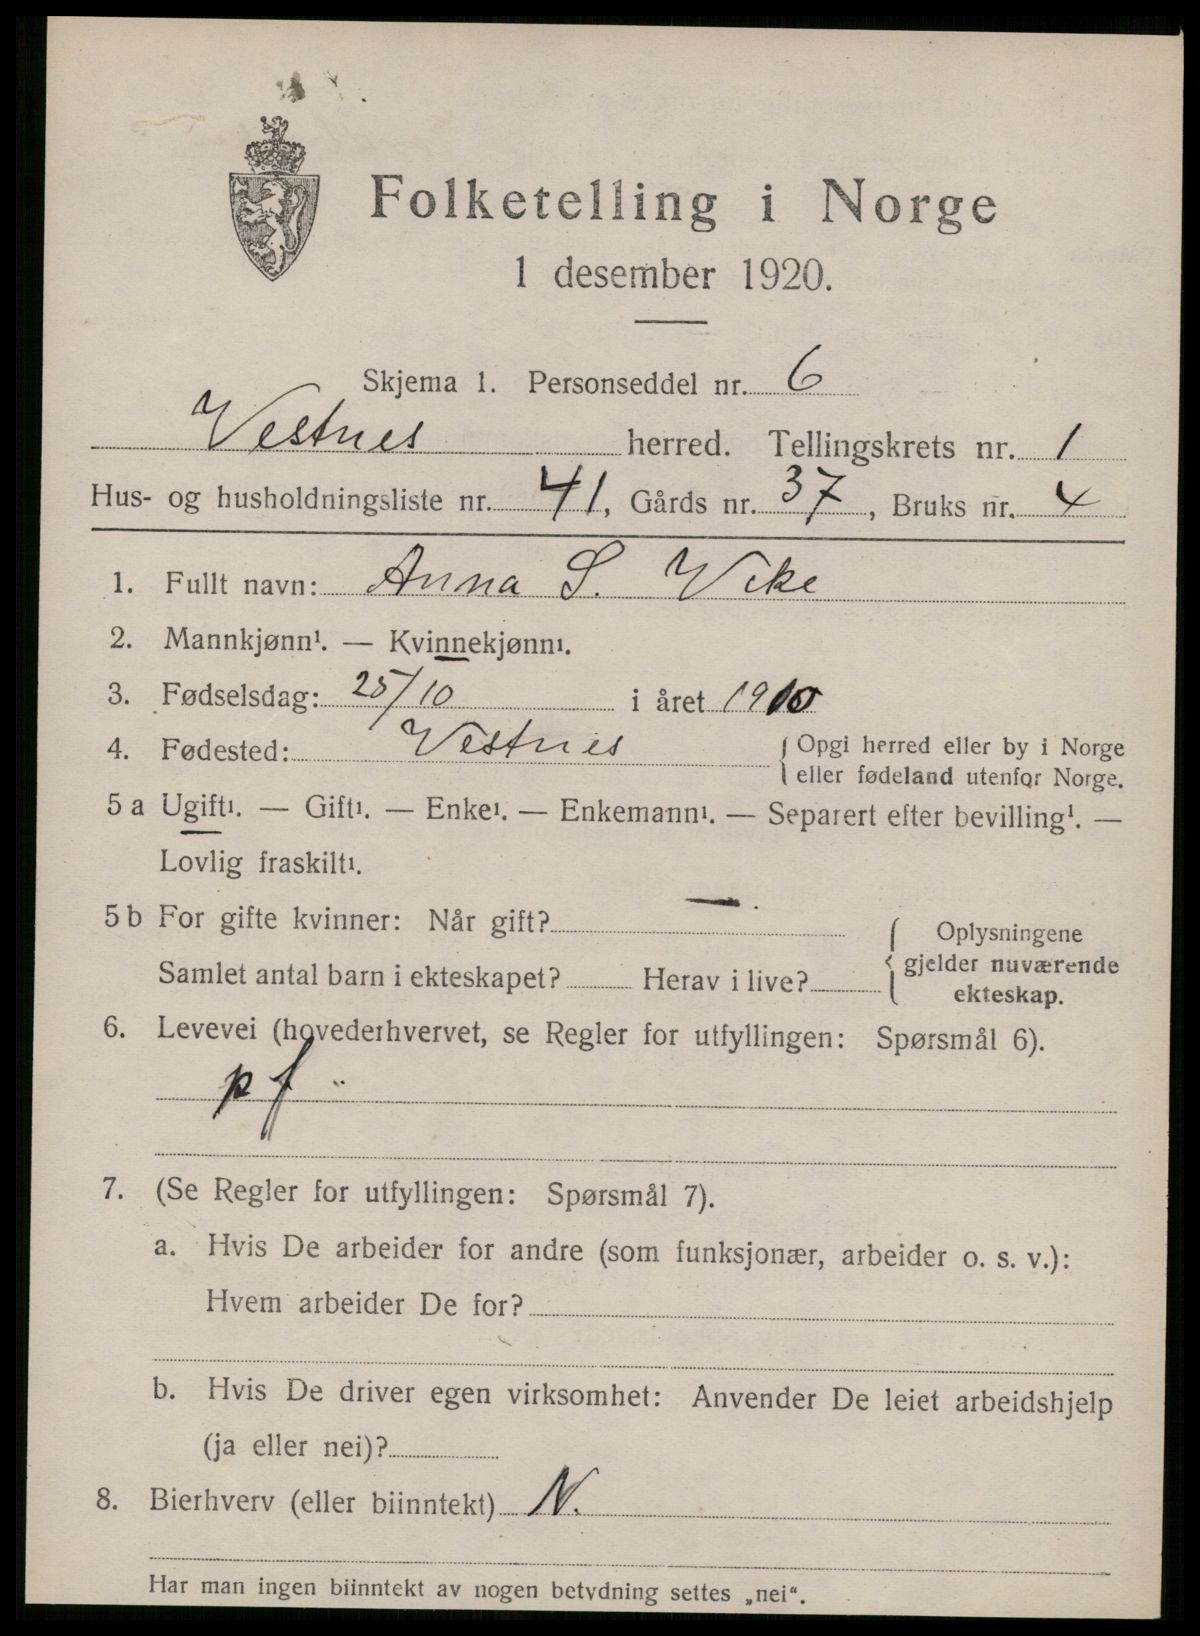 Folketelling i Norge
1 desember 1920.
Skjema 1. Personseddel nr. 6
Vestnes herred. Tellingskrets nr. 1
Hus- og husholdningsliste nr. 41, Gårds nr. 37, Bruks nr. 4
1. Fullt navn: Anna S. Vike
2. Mannkjønn¹. — Kvinnekjønn¹.
3. Fødselsdag: 25/10 i året 1910
4. Fødested: Vestnes { Opgi herred eller by i Norge
eller fødeland utenfor Norge.
5 a Ugift¹. — Gift¹. — Enke¹. — Enkemann¹. — Separert efter bevilling¹. —
Lovlig fraskilt¹.
5 b For gifte kvinner: Når gift? —
Samlet antal barn i ekteskapet? Herav i live?
{ Oplysningene
gjelder nuværende
ekteskap.
6. Levevei (hovederhvervet, se Regler for utfyllingen: Spørsmål 6).
pf
7. (Se Regler for utfyllingen: Spørsmål 7).
a. Hvis De arbeider for andre (som funksjonær, arbeider o. s. v.):
Hvem arbeider De for?
b. Hvis De driver egen virksomhet: Anvender De leiet arbeidshjelp
(ja eller nei)?
8. Bierhverv (eller biinntekt) N.
Har man ingen biinntekt av nogen betydning settes „nei“.